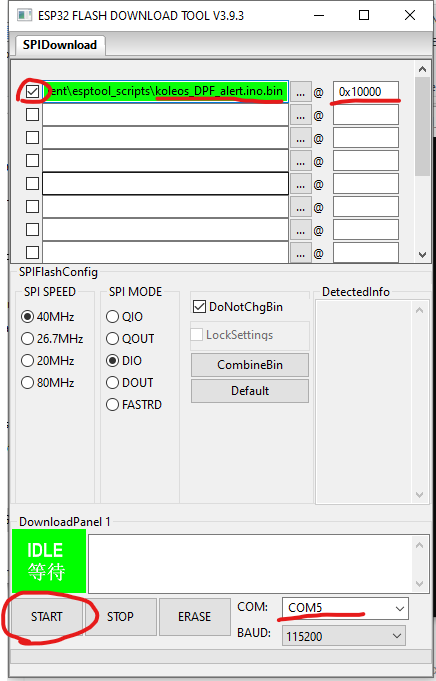 ESP32 FLASH DOWNLOAD TOOL V3.9.3
SPIDownload
ent\esptool_scripts\koleos_DPF_alert.ino.bin ... @ 0x10000
... @
... @
... @
... @
... @
... @
... @
SPIFlashConfig
SPI SPEED
40MHz
26.7MHz
20MHz
80MHz
SPI MODE
QIO
QOUT
DIO
DOUT
FASTRD
DoNotChgBin
LockSettings
CombineBin
Default
DetectedInfo
DownloadPanel 1
IDLE
等待
START STOP ERASE
COM: COM5
BAUD: 115200